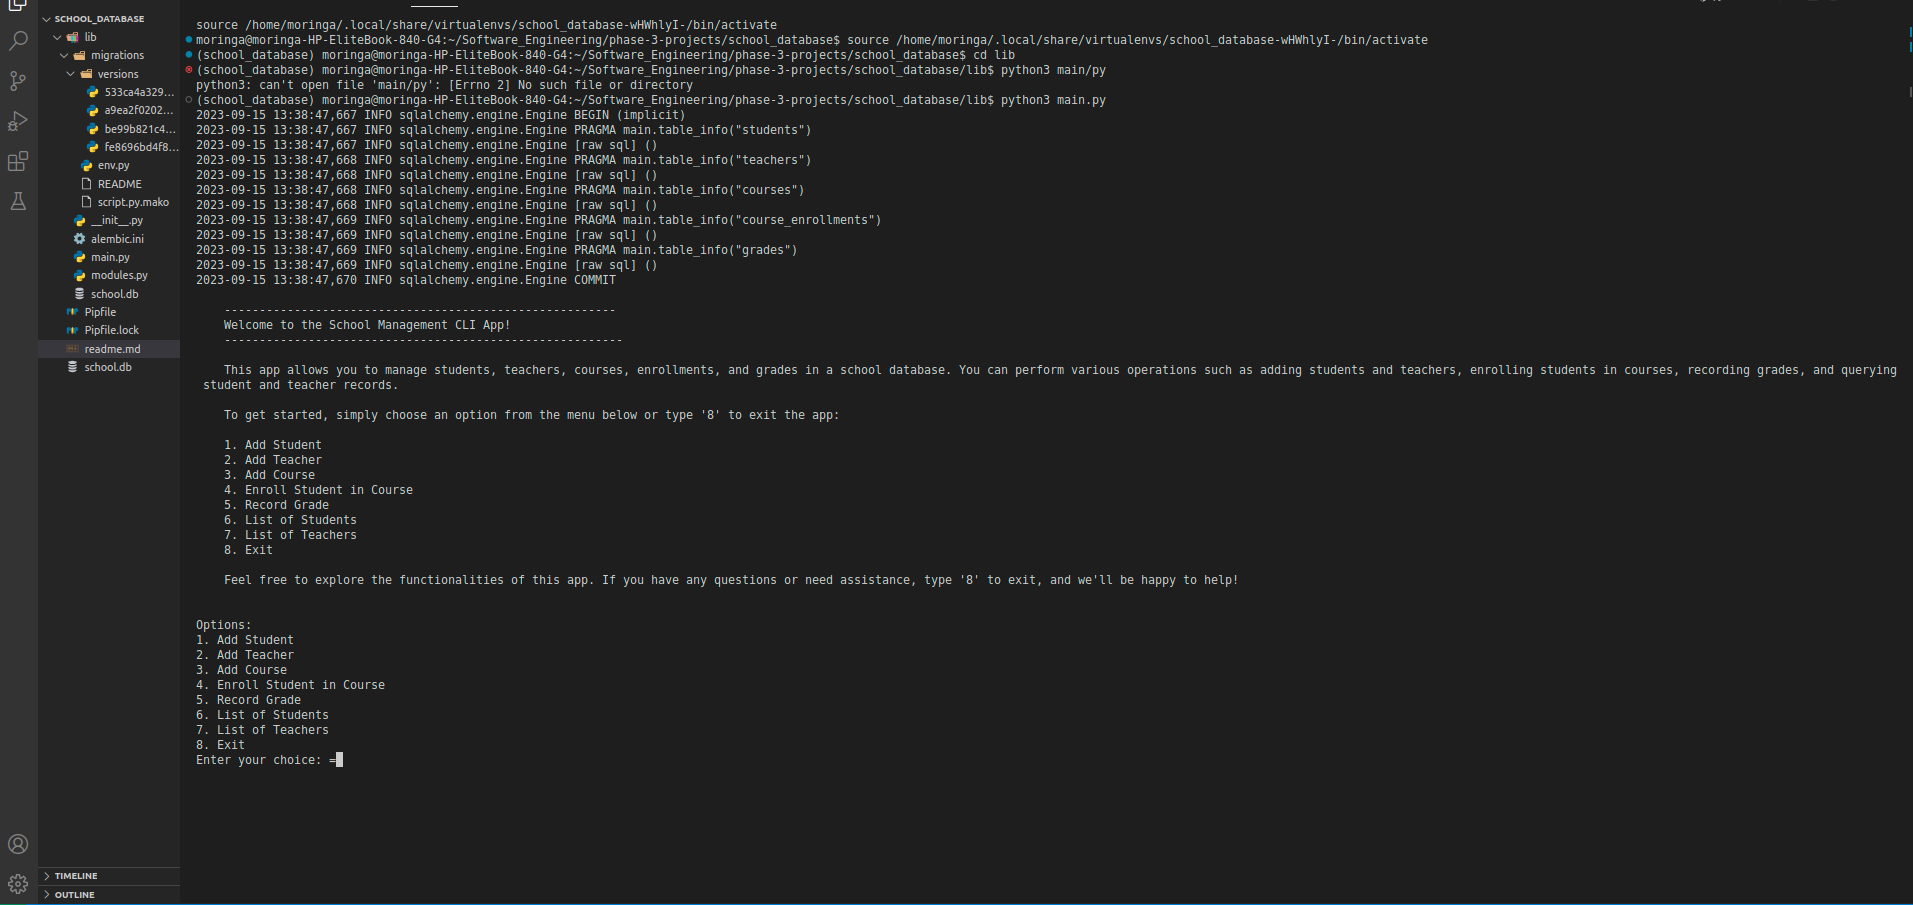 SCHOOL_DATABASE
lib
migrations
versions
533ca4a329...
a9ea2f0202...
be99b821c4...
fe8696bd4f8...
env.py
README
script.py.mako
__init__.py
alembic.ini
main.py
modules.py
school.db
Pipfile
Pipfile.lock
readme.md
school.db
TIMELINE
OUTLINE
source /home/moringa/.local/share/virtualenvs/school_database-wHWhlyI-/bin/activate
moringa@moringa-HP-EliteBook-840-G4:~/Software_Engineering/phase-3-projects/school_database$ source /home/moringa/.local/share/virtualenvs/school_database-wHWhlyI-/bin/activate
(school_database) moringa@moringa-HP-EliteBook-840-G4:~/Software_Engineering/phase-3-projects/school_database$ cd lib
(school_database) moringa@moringa-HP-EliteBook-840-G4:~/Software_Engineering/phase-3-projects/school_database/lib$ python3 main/py
python3: can't open file 'main/py': [Errno 2] No such file or directory
(school_database) moringa@moringa-HP-EliteBook-840-G4:~/Software_Engineering/phase-3-projects/school_database/lib$ python3 main.py
2023-09-15 13:38:47,667 INFO sqlalchemy.engine.Engine BEGIN (implicit)
2023-09-15 13:38:47,667 INFO sqlalchemy.engine.Engine PRAGMA main.table_info("students")
2023-09-15 13:38:47,667 INFO sqlalchemy.engine.Engine [raw sql] ()
2023-09-15 13:38:47,668 INFO sqlalchemy.engine.Engine PRAGMA main.table_info("teachers")
2023-09-15 13:38:47,668 INFO sqlalchemy.engine.Engine [raw sql] ()
2023-09-15 13:38:47,668 INFO sqlalchemy.engine.Engine PRAGMA main.table_info("courses")
2023-09-15 13:38:47,668 INFO sqlalchemy.engine.Engine [raw sql] ()
2023-09-15 13:38:47,669 INFO sqlalchemy.engine.Engine PRAGMA main.table_info("course_enrollments")
2023-09-15 13:38:47,669 INFO sqlalchemy.engine.Engine [raw sql] ()
2023-09-15 13:38:47,669 INFO sqlalchemy.engine.Engine PRAGMA main.table_info("grades")
2023-09-15 13:38:47,669 INFO sqlalchemy.engine.Engine [raw sql] ()
2023-09-15 13:38:47,670 INFO sqlalchemy.engine.Engine COMMIT
--------------------------------------------------------
Welcome to the School Management CLI App!
---------------------------------------------------------
This app allows you to manage students, teachers, courses, enrollments, and grades in a school database. You can perform various operations such as adding students and teachers, enrolling students in courses, recording grades, and querying
student and teacher records.
To get started, simply choose an option from the menu below or type '8' to exit the app:
1. Add Student
2. Add Teacher
3. Add Course
4. Enroll Student in Course
5. Record Grade
6. List of Students
7. List of Teachers
8. Exit
Feel free to explore the functionalities of this app. If you have any questions or need assistance, type '8' to exit, and we'll be happy to help!
Options:
1. Add Student
2. Add Teacher
3. Add Course
4. Enroll Student in Course
5. Record Grade
6. List of Students
7. List of Teachers
8. Exit
Enter your choice: =